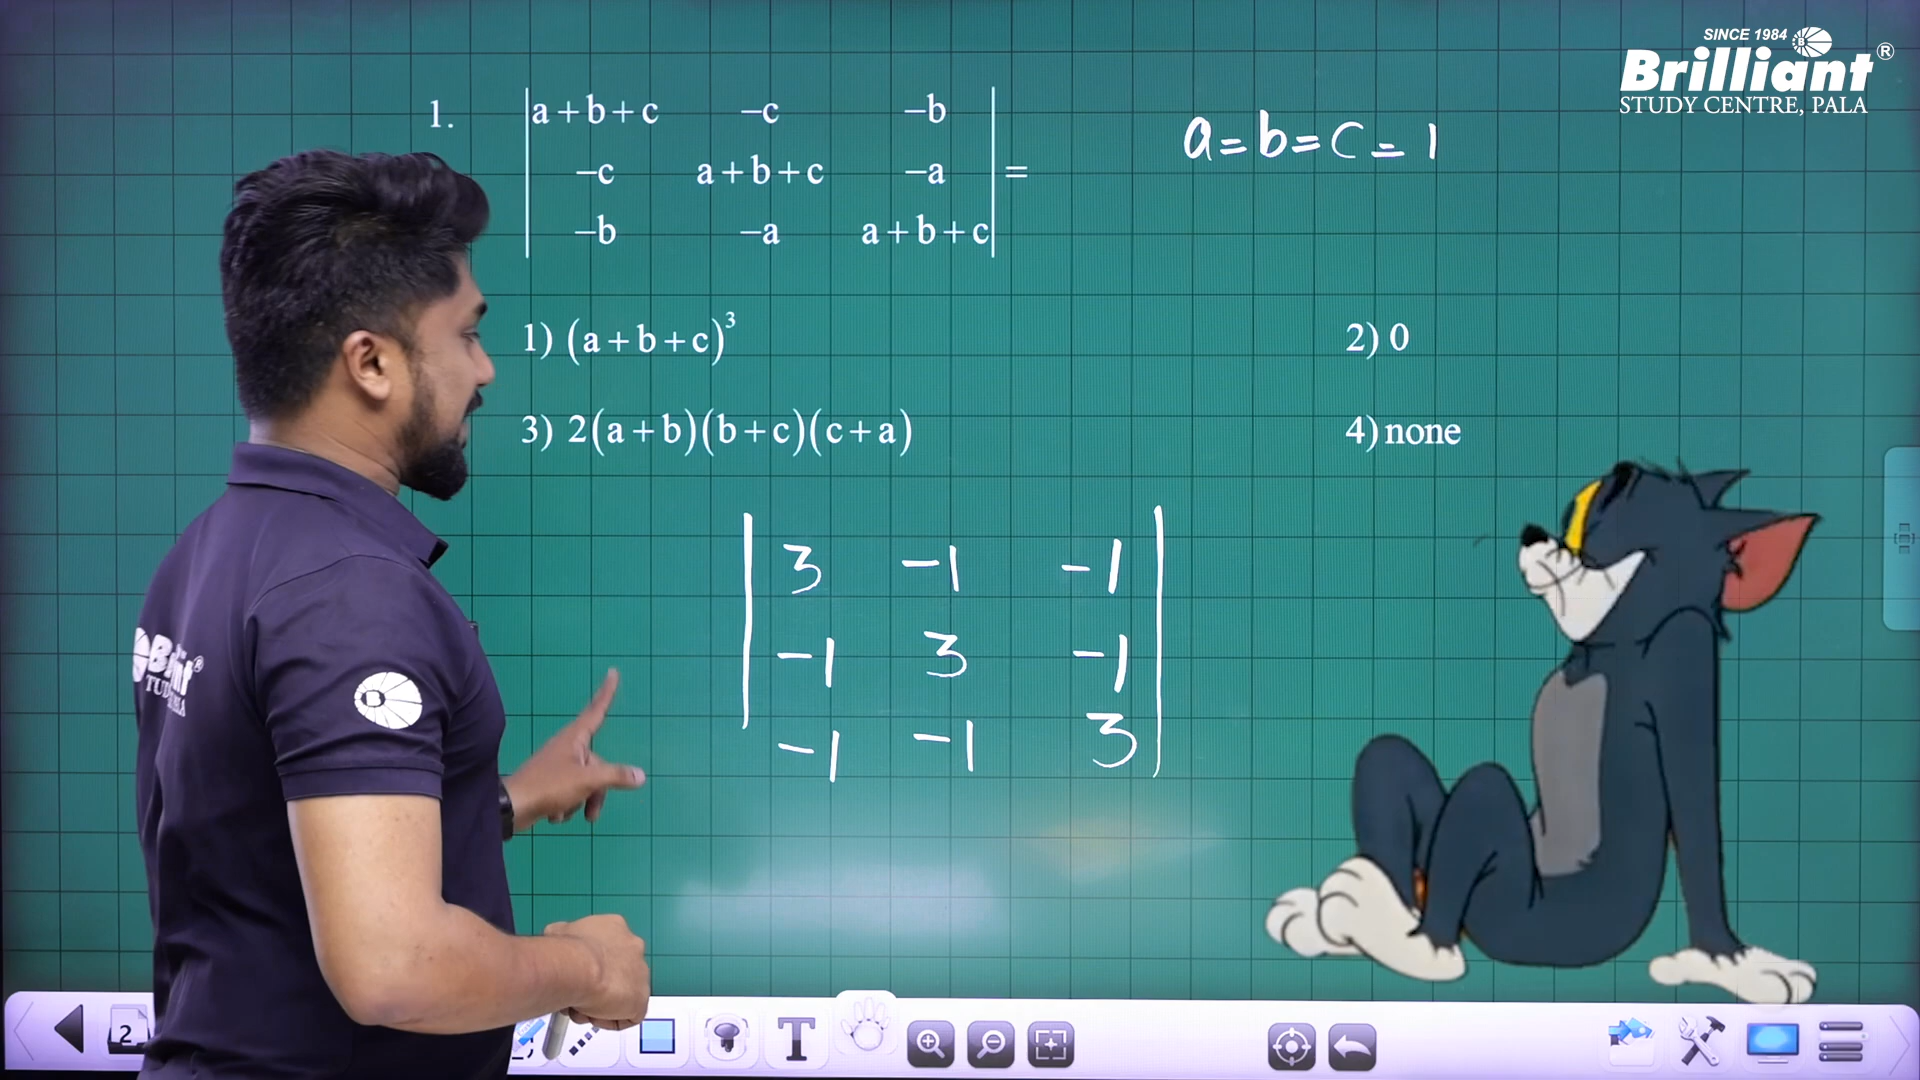 SINCE 1984
Brilliant®
STUDY CENTRE, PALA
1. |a+b+c −c −b|
|−c a+b+c −a| =
|−b −a a+b+c|
a=b=c=1
1) (a+b+c)³ 2) 0
3) 2(a+b)(b+c)(c+a) 4) none
|3 -1 -1|
|-1 3 -1|
|-1 -1 3|
B
2
T